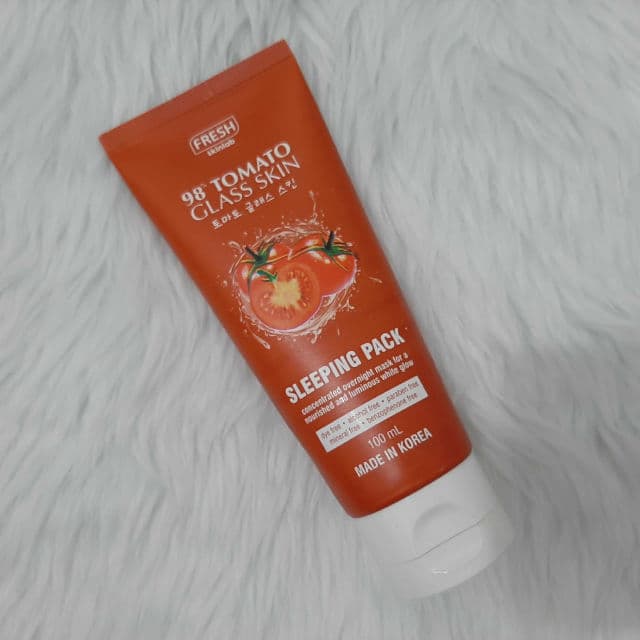 FRESH
skinlab
98% TOMATO
GLASS SKIN
토마토 글래스 스킨
SLEEPING PACK
concentrated overnight mask for a
nourished and luminous white glow
dye free • alcohol free • paraben free
mineral free • benzophenone free
100 mL
MADE IN KOREA